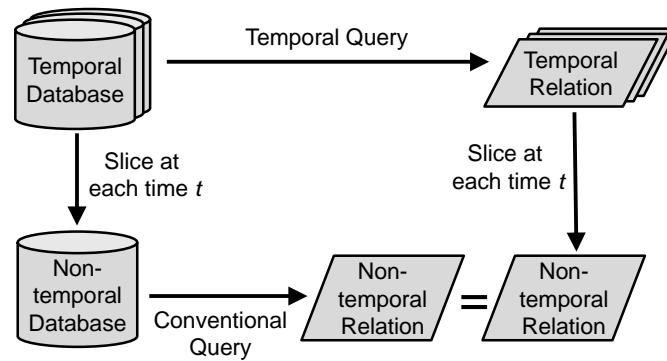 Temporal
Database
Temporal Query
Temporal
Relation
Slice at
each time t
Slice at
each time t
Non-
temporal
Database
Conventional
Query
Non-
temporal
Relation
=
Non-
temporal
Relation